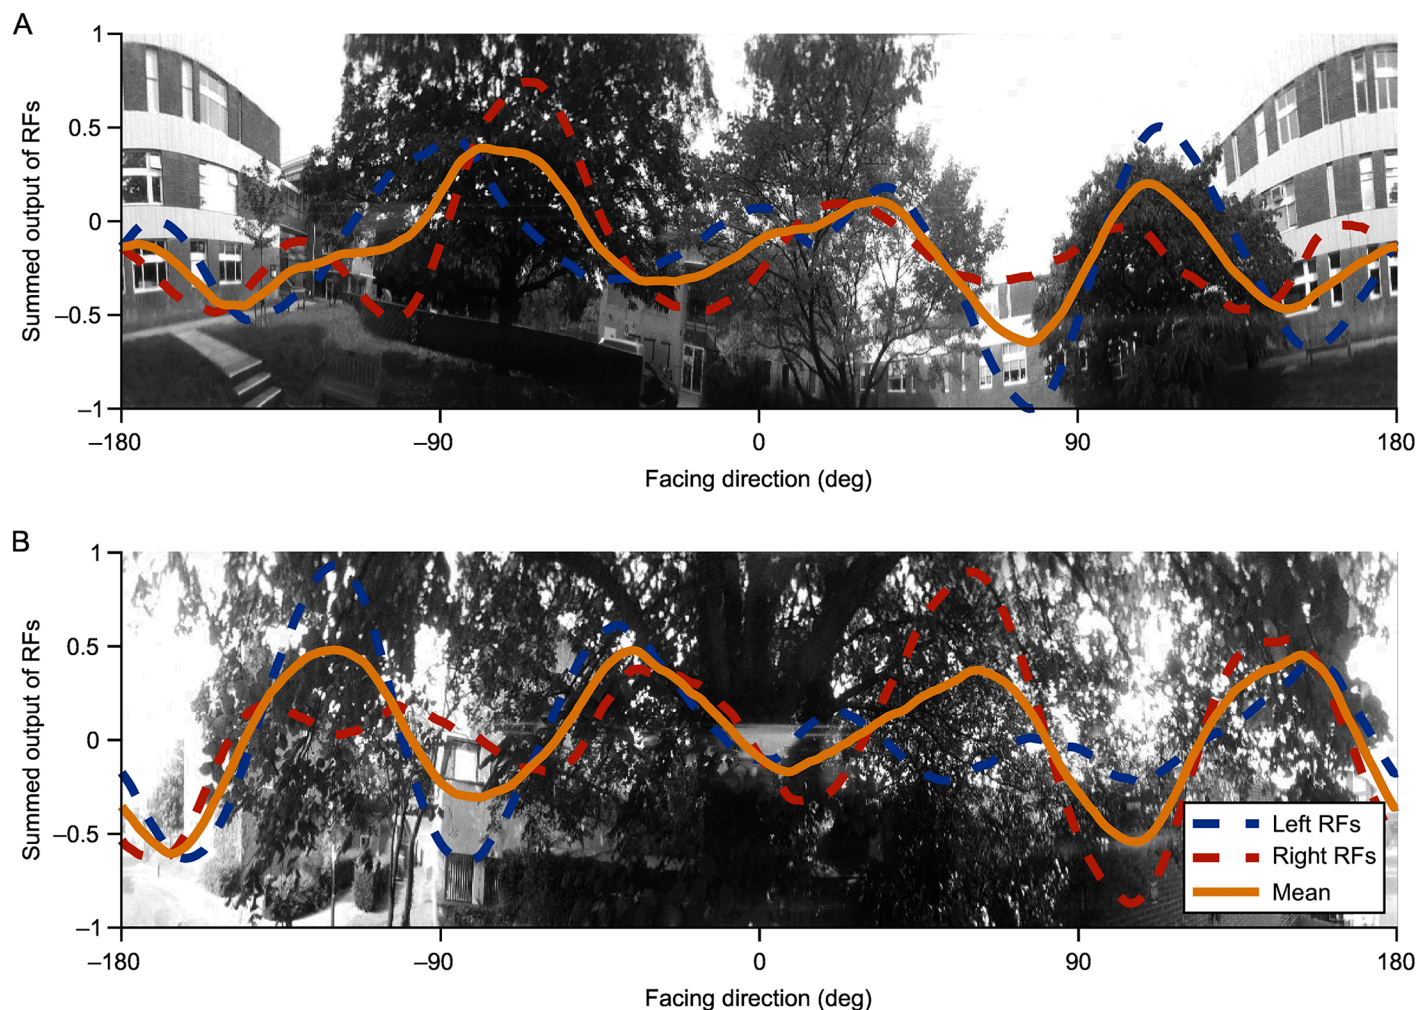 A
1
0.5
0
–0.5
–1
Summed output of RFs
–180
–90
0
90
180
Facing direction (deg)
B
1
0.5
0
–0.5
–1
Summed output of RFs
Left RFs
Right RFs
Mean
–180
–90
0
90
180
Facing direction (deg)